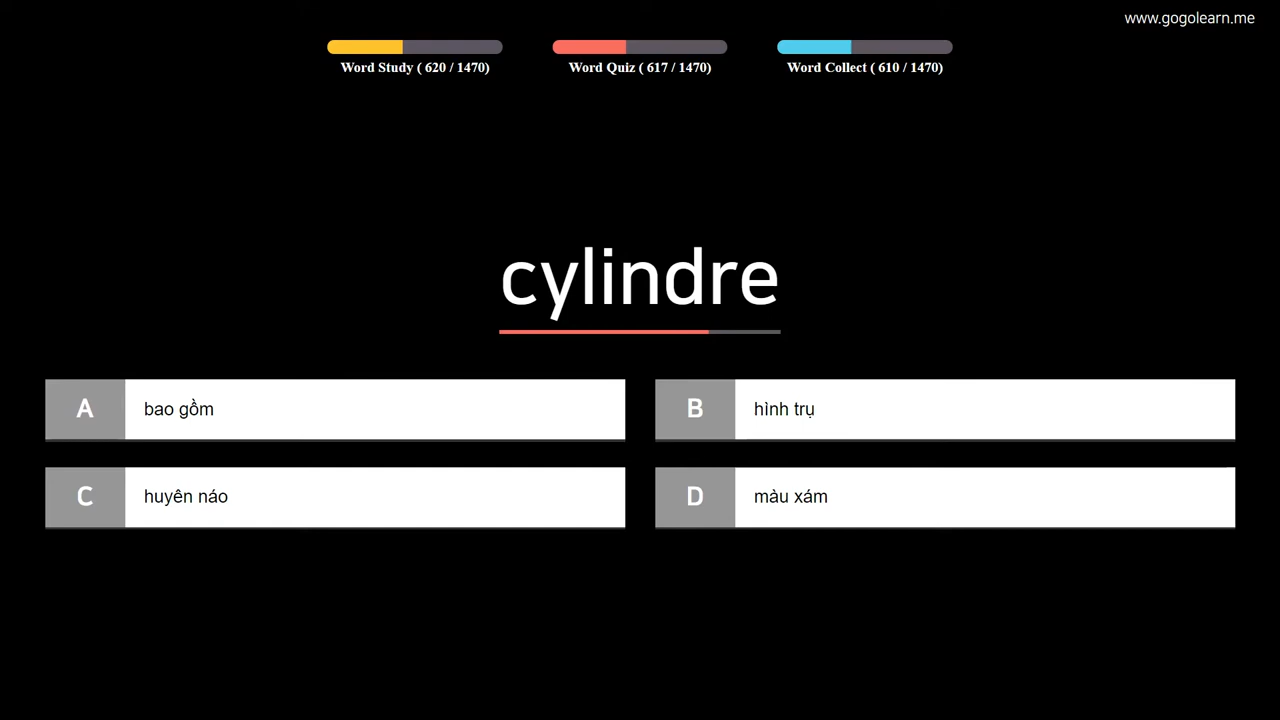 www.gogolearn.me
Word Study ( 620 / 1470)
Word Quiz ( 617 / 1470)
Word Collect ( 610 / 1470)
cylindre
A bao gồm
B hình trụ
C huyên náo
D màu xám